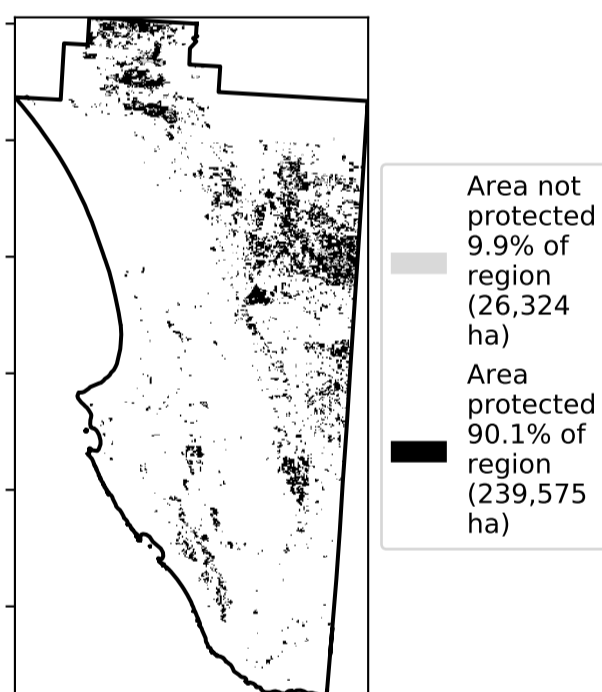 Area not
protected
9.9% of
region
(26,324
ha)
Area
protected
90.1% of
region
(239,575
ha)